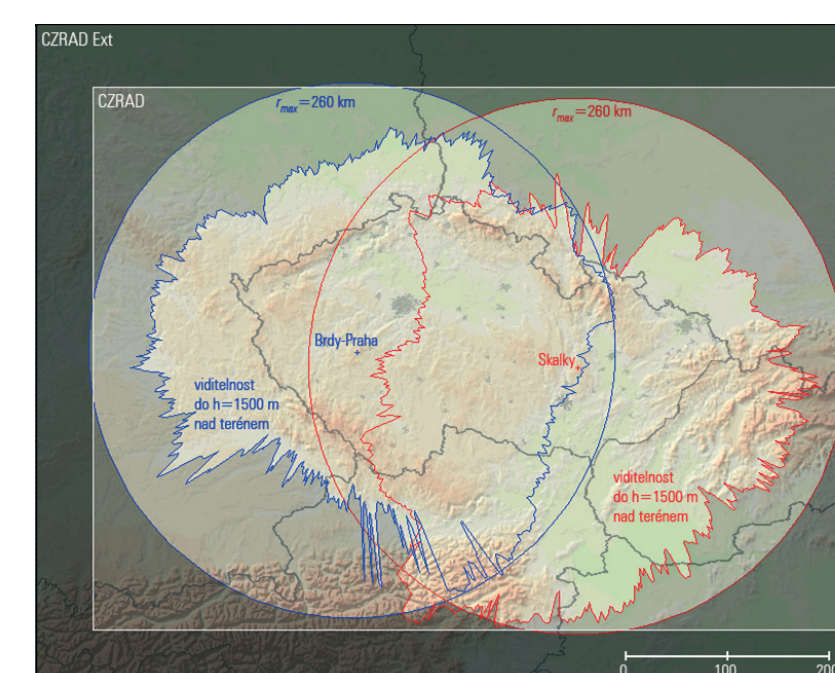 CZRAD Ext
CZRAD
rmax=260 km
rmax=260 km
Brdy-Praha
Skalky
viditelnost
do h=1500 m
nad terénem
viditelnost
do h=1500 m
nad terénem
0 100 200